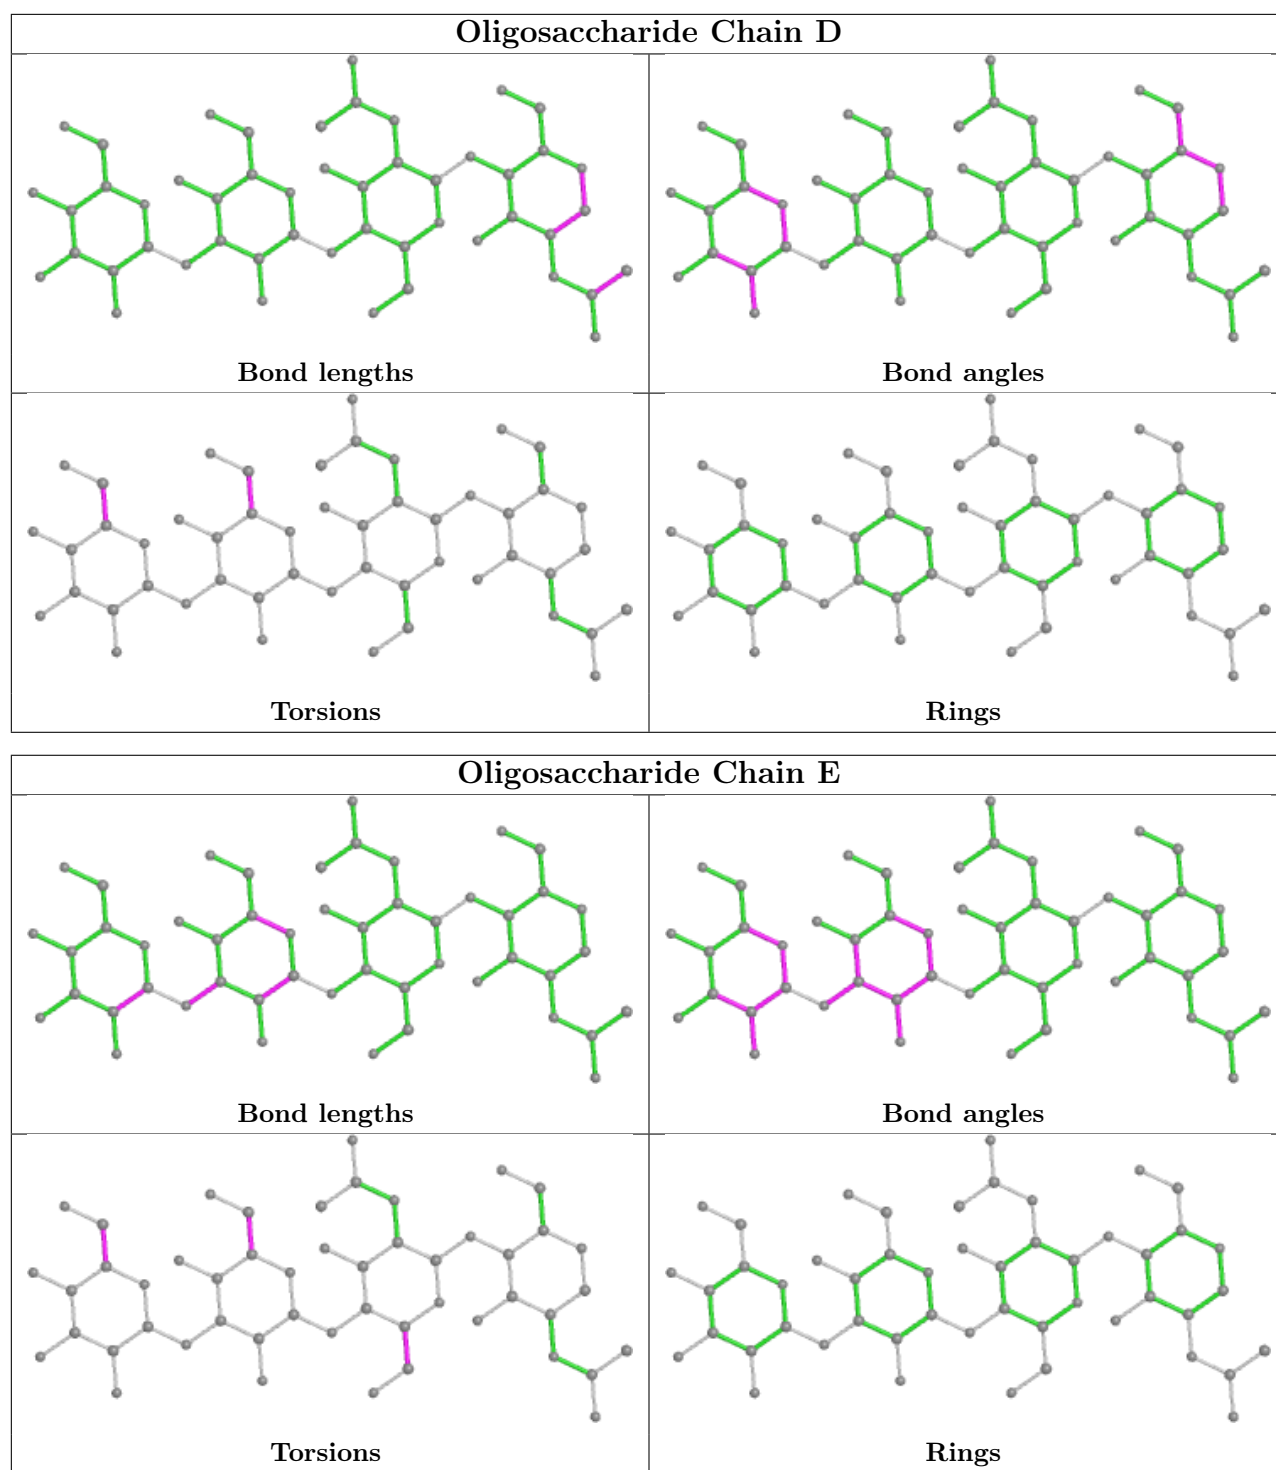 Oligosaccharide Chain D
Bond lengths
Bond angles
Torsions
Rings
Oligosaccharide Chain E
Bond lengths
Bond angles
Torsions
Rings